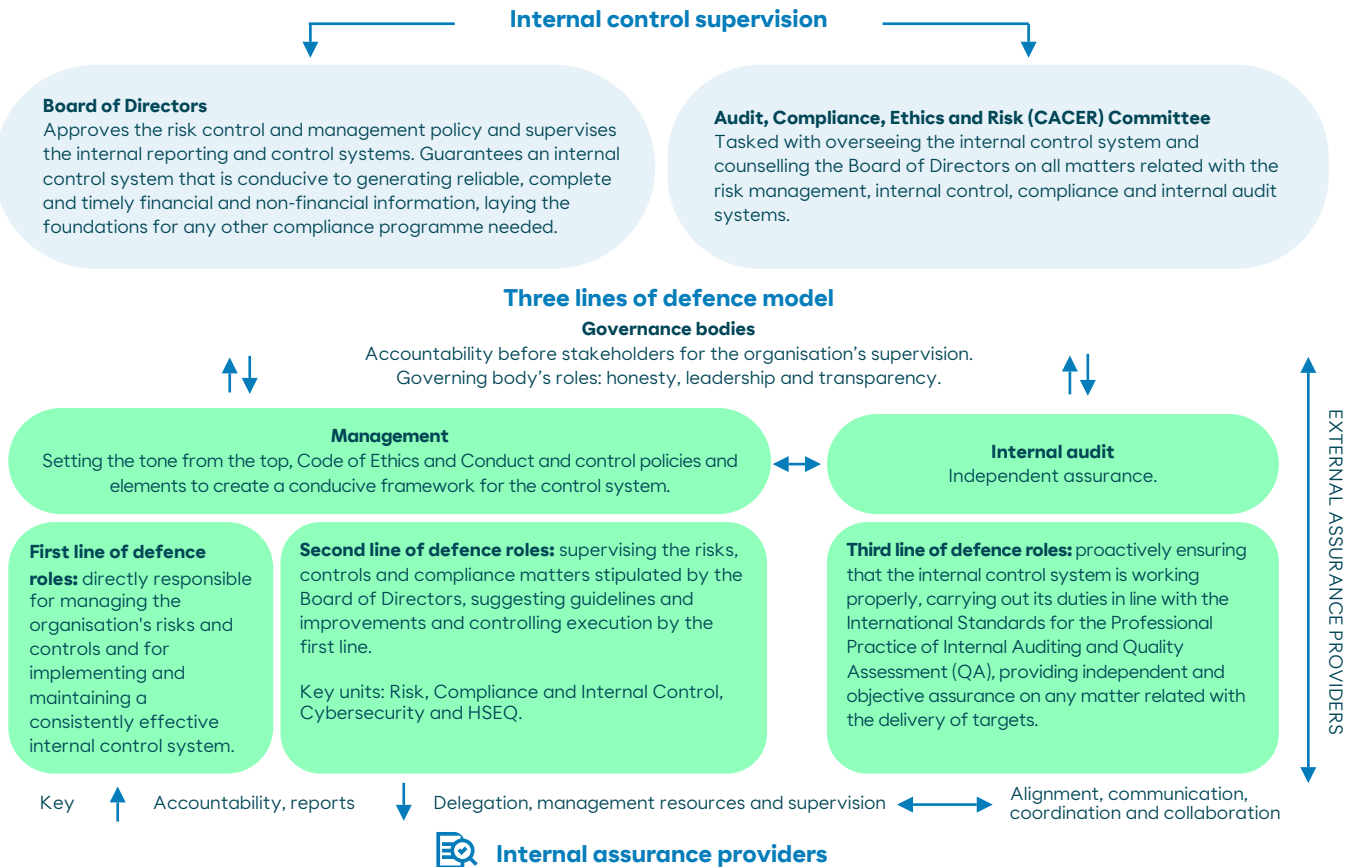 Internal control supervision
Board of Directors
Approves the risk control and management policy and supervises
the internal reporting and control systems. Guarantees an internal
control system that is conducive to generating reliable, complete
and timely financial and non-financial information, laying the
foundations for any other compliance programme needed.
Audit, Compliance, Ethics and Risk (CACER) Committee
Tasked with overseeing the internal control system and
counselling the Board of Directors on all matters related with the
risk management, internal control, compliance and internal audit
systems.
Three lines of defence model
Governance bodies
Accountability before stakeholders for the organisation's supervision.
Governing body's roles: honesty, leadership and transparency.
Management
Setting the tone from the top, Code of Ethics and Conduct and control policies and
elements to create a conducive framework for the control system.
Internal audit
Independent assurance.
First line of defence
roles: directly responsible
for managing the
organisation's risks and
controls and for
implementing and
maintaining a
consistently effective
internal control system.
Second line of defence roles: supervising the risks,
controls and compliance matters stipulated by the
Board of Directors, suggesting guidelines and
improvements and controlling execution by the
first line.
Key units: Risk, Compliance and Internal Control,
Cybersecurity and HSEQ.
Third line of defence roles: proactively ensuring
that the internal control system is working
properly, carrying out its duties in line with the
International Standards for the Professional
Practice of Internal Auditing and Quality
Assessment (QA), providing independent and
objective assurance on any matter related with
the delivery of targets.
EXTERNAL ASSURANCE PROVIDERS
Key
Accountability, reports
Delegation, management resources and supervision
Alignment, communication,
coordination and collaboration
Internal assurance providers